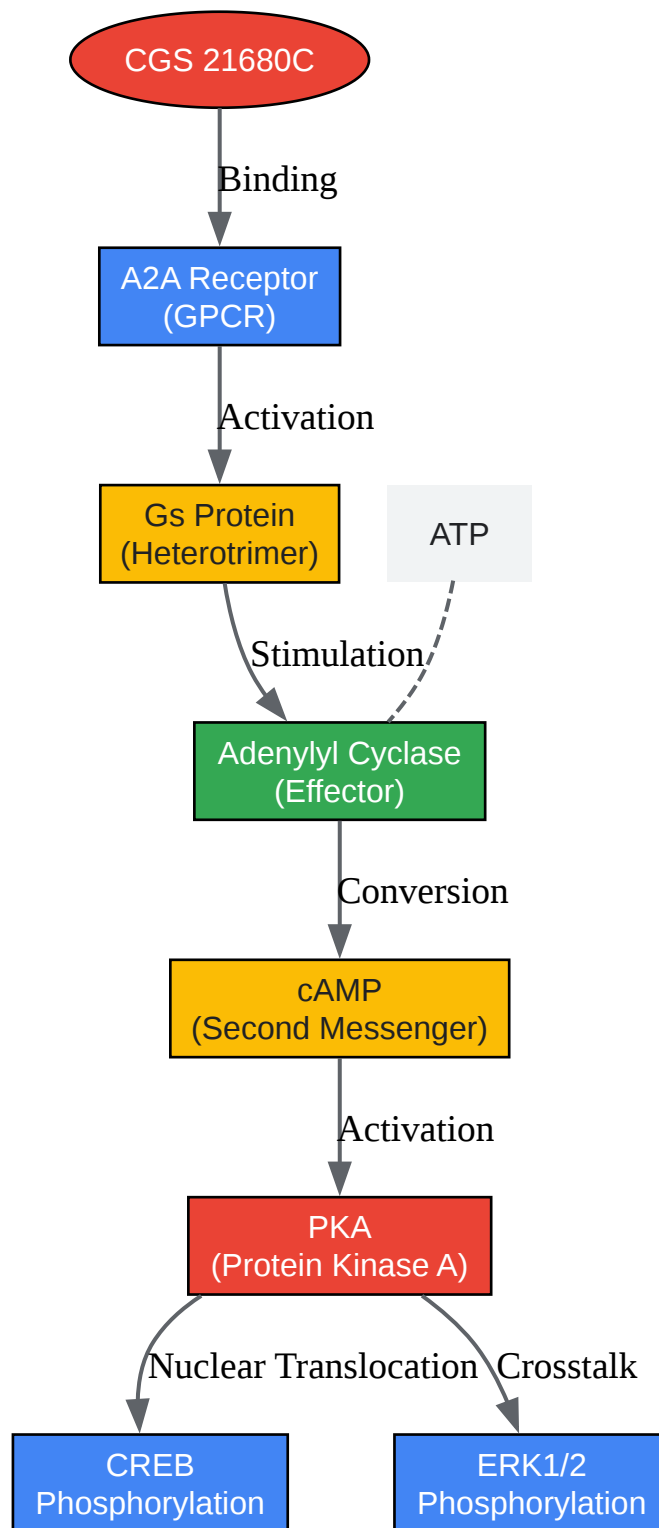 CGS 21680C
Binding
A2A Receptor
(GPCR)
Activation
Gs Protein
(Heterotrimer)
ATP
Stimulation
Adenylyl Cyclase
(Effector)
Conversion
cAMP
(Second Messenger)
Activation
PKA
(Protein Kinase A)
Nuclear Translocation
Crosstalk
CREB
Phosphorylation
ERK1/2
Phosphorylation